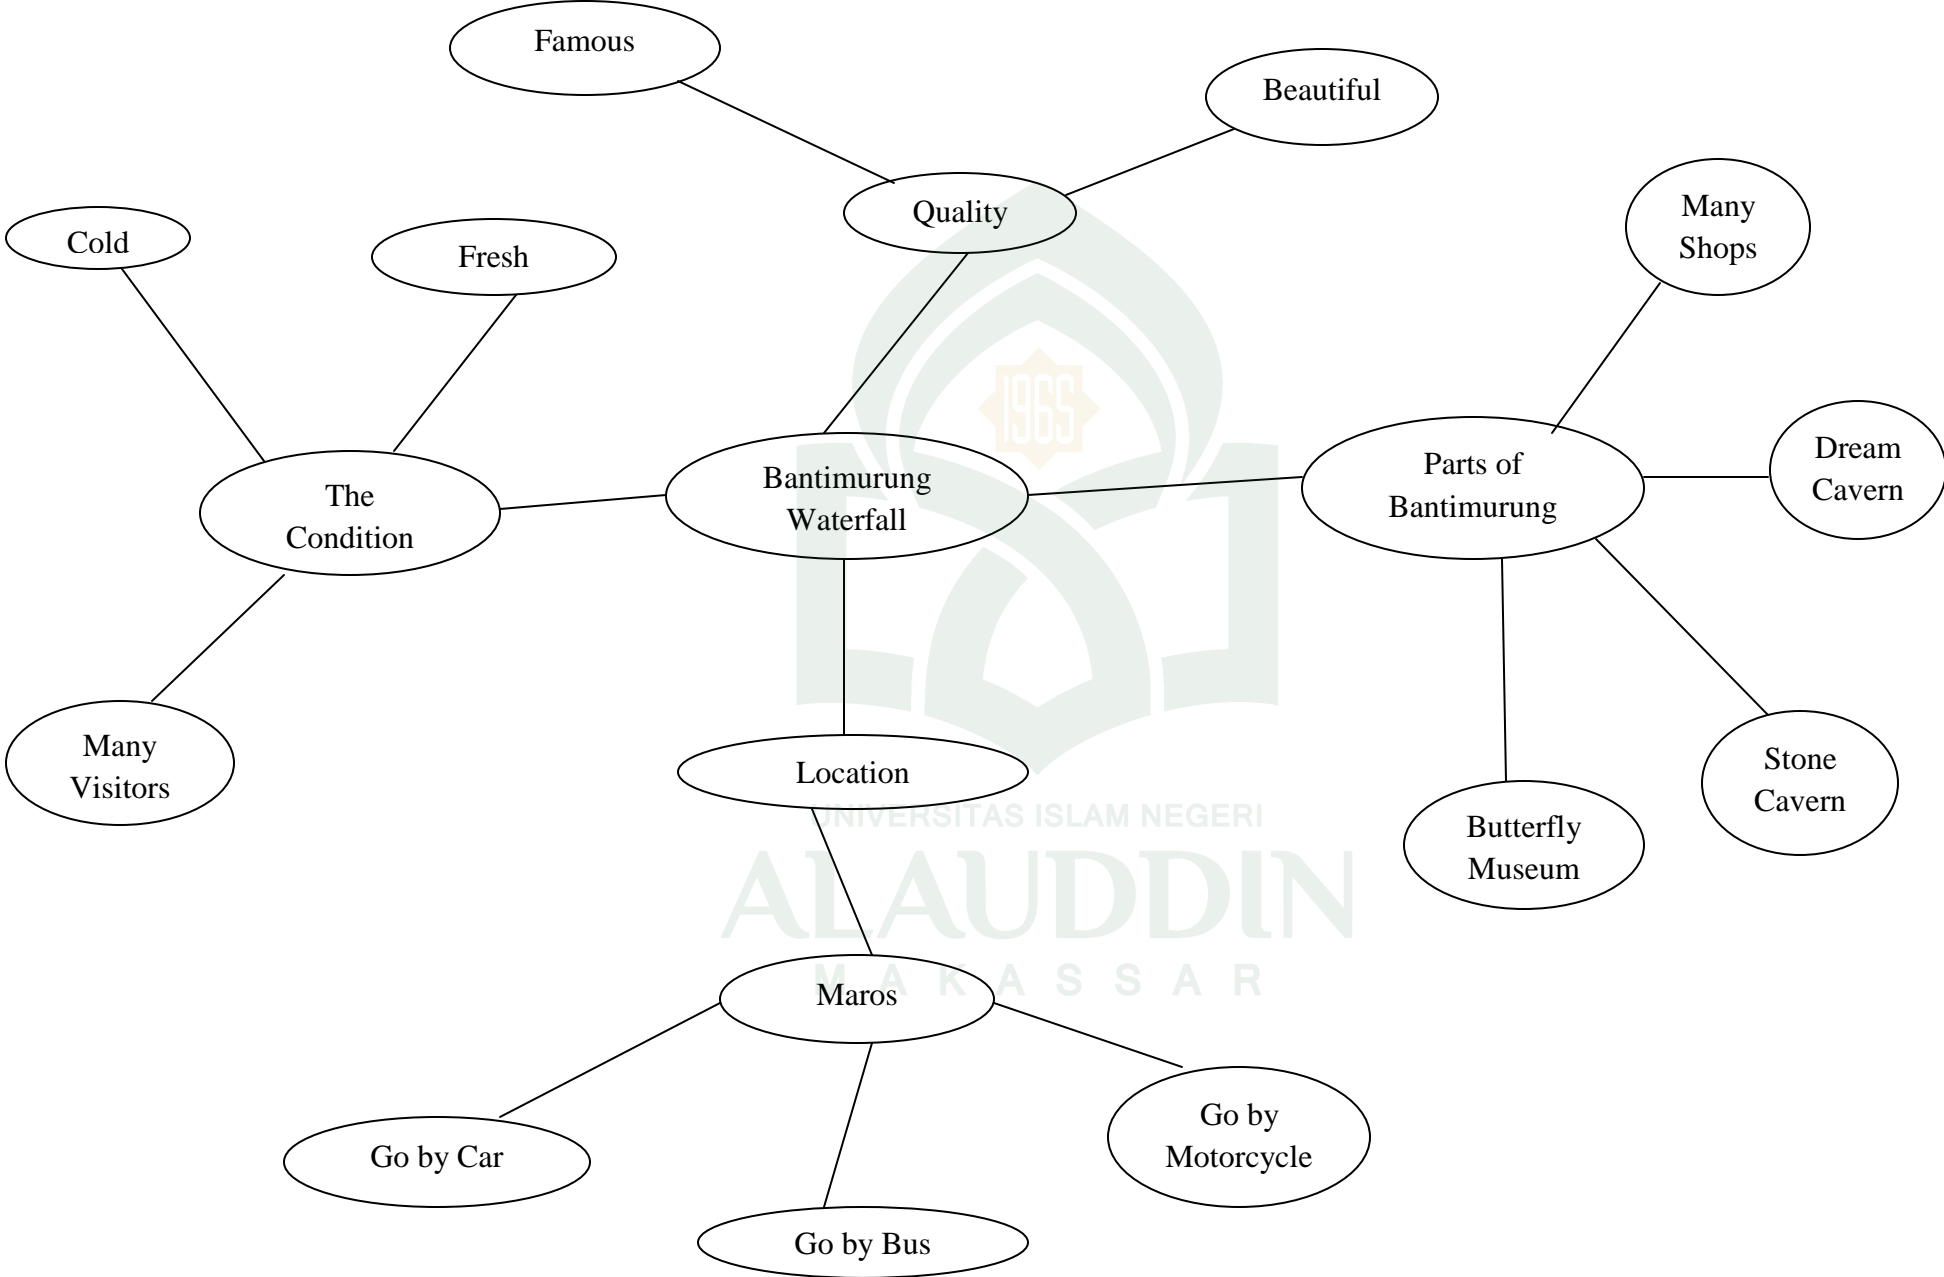 Famous
Beautiful
Quality
Many
Shops
Cold
Fresh
1965
Dream
Cavern
Parts of
Bantimurung
Bantimurung
Waterfall
The
Condition
Many
Visitors
Location
Stone
Cavern
Butterfly
Museum
UNIVERSITAS ISLAM NEGERI
ALAUDDIN
MAKASSAR
Maros
Go by Car
Go by
Motorcycle
Go by Bus